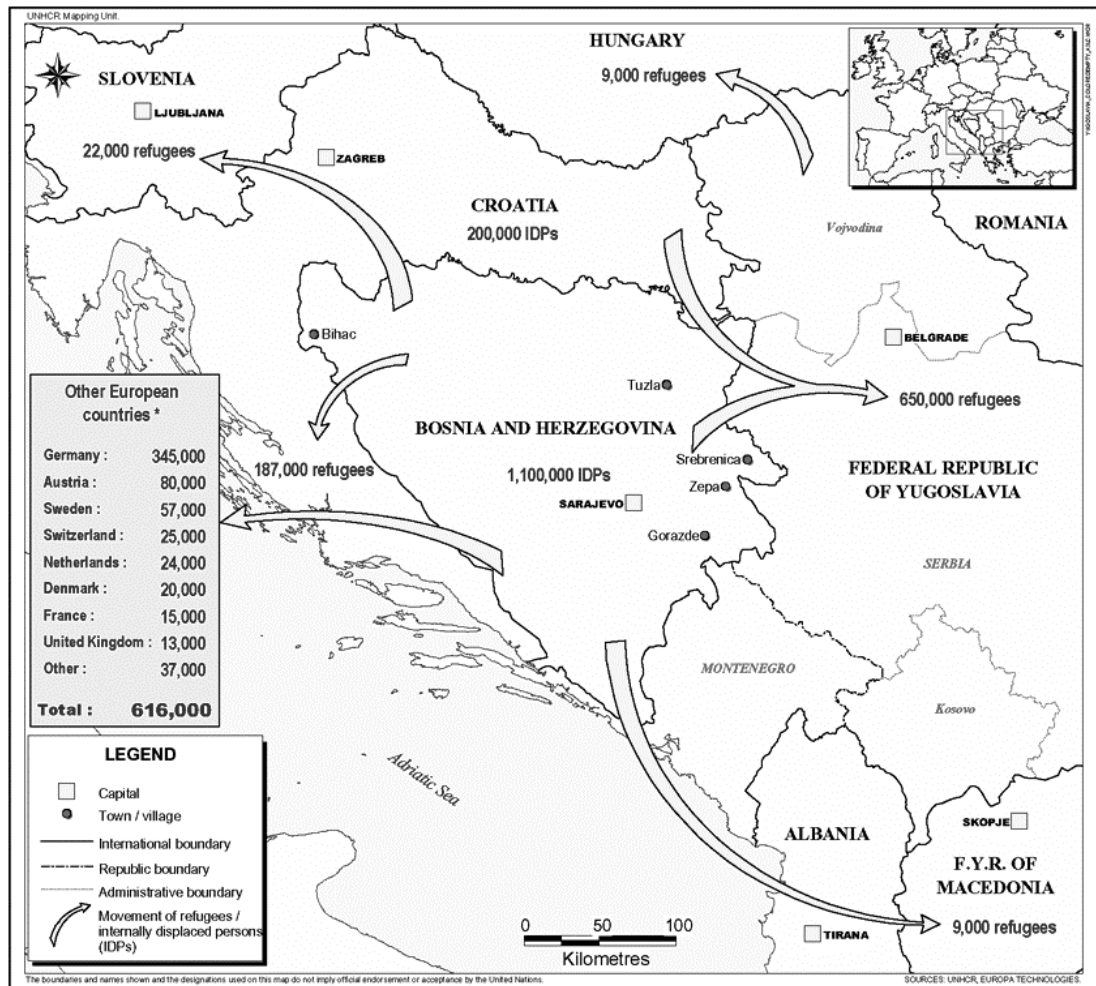 UNHCR Mapping Unit.
HUNGARY
9,000 refugees
SLOVENIA
LJUBLJANA
22,000 refugees
ZAGREB
CROATIA
200,000 IDPs
Vojvodina
ROMANIA
BELGRADE
Bihac
Tuzla
650,000 refugees
BOSNIA AND HERZEGOVINA
1,100,000 IDPs
187,000 refugees
Srebrenica
Zepa
SARAJEVO
Gorazde
FEDERAL REPUBLIC
OF YUGOSLAVIA
SERBIA
MONTENEGRO
Kosovo
Other European
countries *
Germany : 345,000
Austria : 80,000
Sweden : 57,000
Switzerland : 25,000
Netherlands : 24,000
Denmark : 20,000
France : 15,000
United Kingdom : 13,000
Other : 37,000
Total : 616,000
LEGEND
Capital
Town / village
International boundary
Republic boundary
Administrative boundary
Movement of refugees /
internally displaced persons
(IDPs)
Adriatic Sea
ALBANIA
TIRANA
SKOPJE
F.Y.R. OF
MACEDONIA
9,000 refugees
0 50 100
Kilometres
The boundaries and names shown and the designations used on this map do not imply official endorsement or acceptance by the United Nations.
SOURCES: UNHCR, EUROPA TECHNOLOGIES.